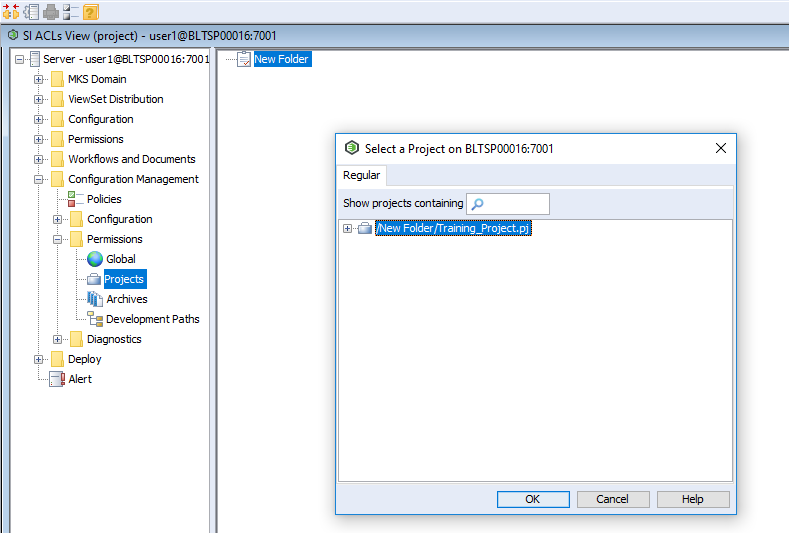 SI ACLs View (project) - user1@BLTSP00016:7001
Server - user1@BLTSP00016:7001
MKS Domain
ViewSet Distribution
Configuration
Permissions
Workflows and Documents
Configuration Management
Policies
Configuration
Permissions
Global
Projects
Archives
Development Paths
Diagnostics
Deploy
Alert
New Folder
Select a Project on BLTSP00016:7001
Regular
Show projects containing
/New Folder/Training_Project.pj
OK Cancel Help